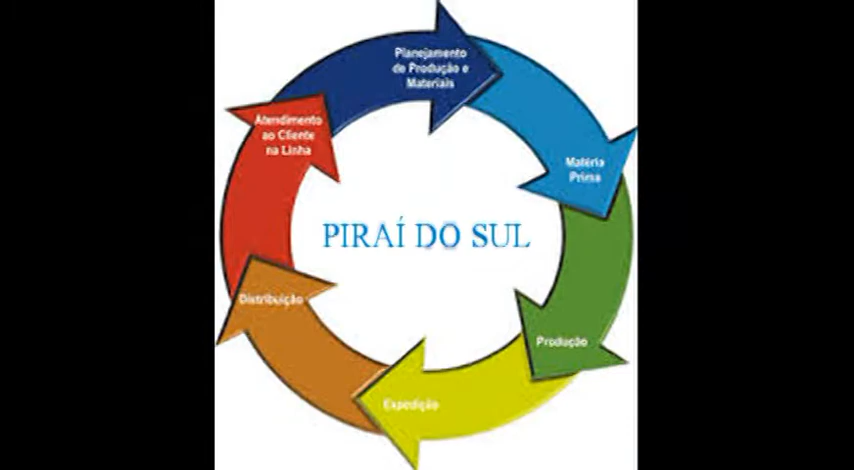 Planejamento
de Produção e
Materiais
Matéria
Prima
Produção
Expedição
Distribuição
Atendimento
ao Cliente
na Linha
PIRAÍ DO SUL